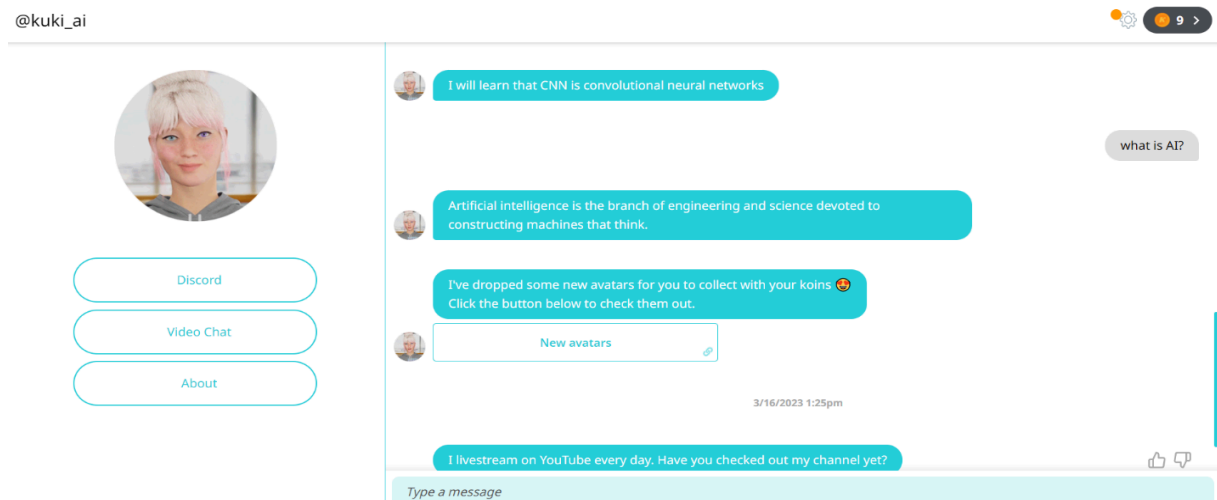 @kuki_ai
9
Discord
Video Chat
About
I will learn that CNN is convolutional neural networks
what is AI?
Artificial intelligence is the branch of engineering and science devoted to
constructing machines that think.
I've dropped some new avatars for you to collect with your koins 😍
Click the button below to check them out.
New avatars
3/16/2023 1:25pm
I livestream on YouTube every day. Have you checked out my channel yet?
Type a message